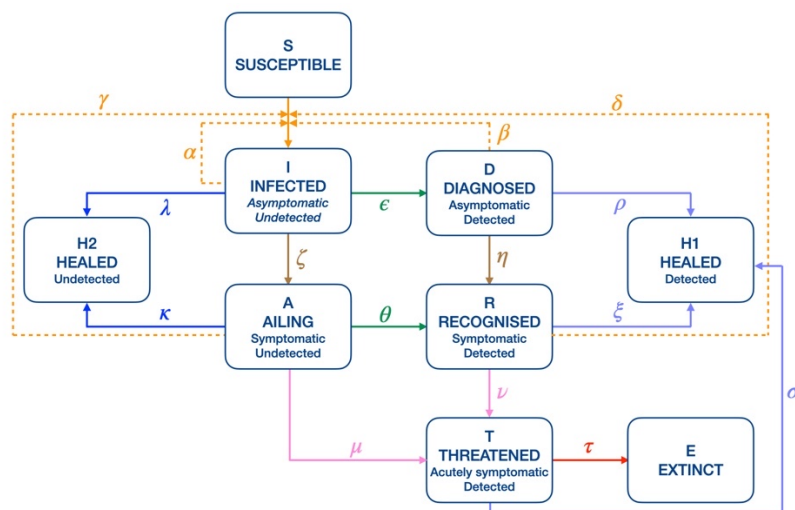 S
SUSCEPTIBLE
γ
δ
α
β
I
INFECTED
Asymptomatic
Undetected
D
DIAGNOSED
Asymptomatic
Detected
λ
ϵ
ρ
H2
HEALED
Undetected
H1
HEALED
Detected
ζ
η
A
AILING
Symptomatic
Undetected
R
RECOGNISED
Symptomatic
Detected
κ
θ
ξ
σ
ν
μ
T
THREATENED
Acutely symptomatic
Detected
τ
E
EXTINCT